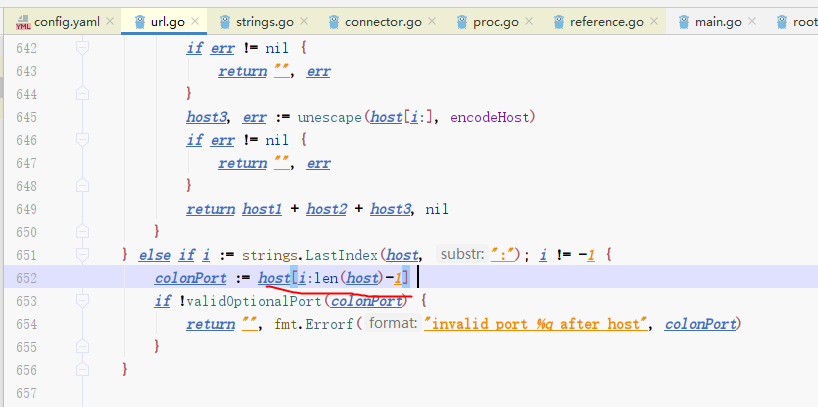 config.yaml × url.go × strings.go × connector.go × proc.go × reference.go × main.go × root
642 if err != nil {
643 return "", err
644 }
645 host3, err := unescape(host[i:], encodeHost)
646 if err != nil {
647 return "", err
648 }
649 return host1 + host2 + host3, nil
650 }
651 } else if i := strings.LastIndex(host, substr: ":"); i != -1 {
652 colonPort := host[i:len(host)-1]
653 if !validOptionalPort(colonPort) {
654 return "", fmt.Errorf( format: "invalid port %q after host", colonPort)
655 }
656 }
657